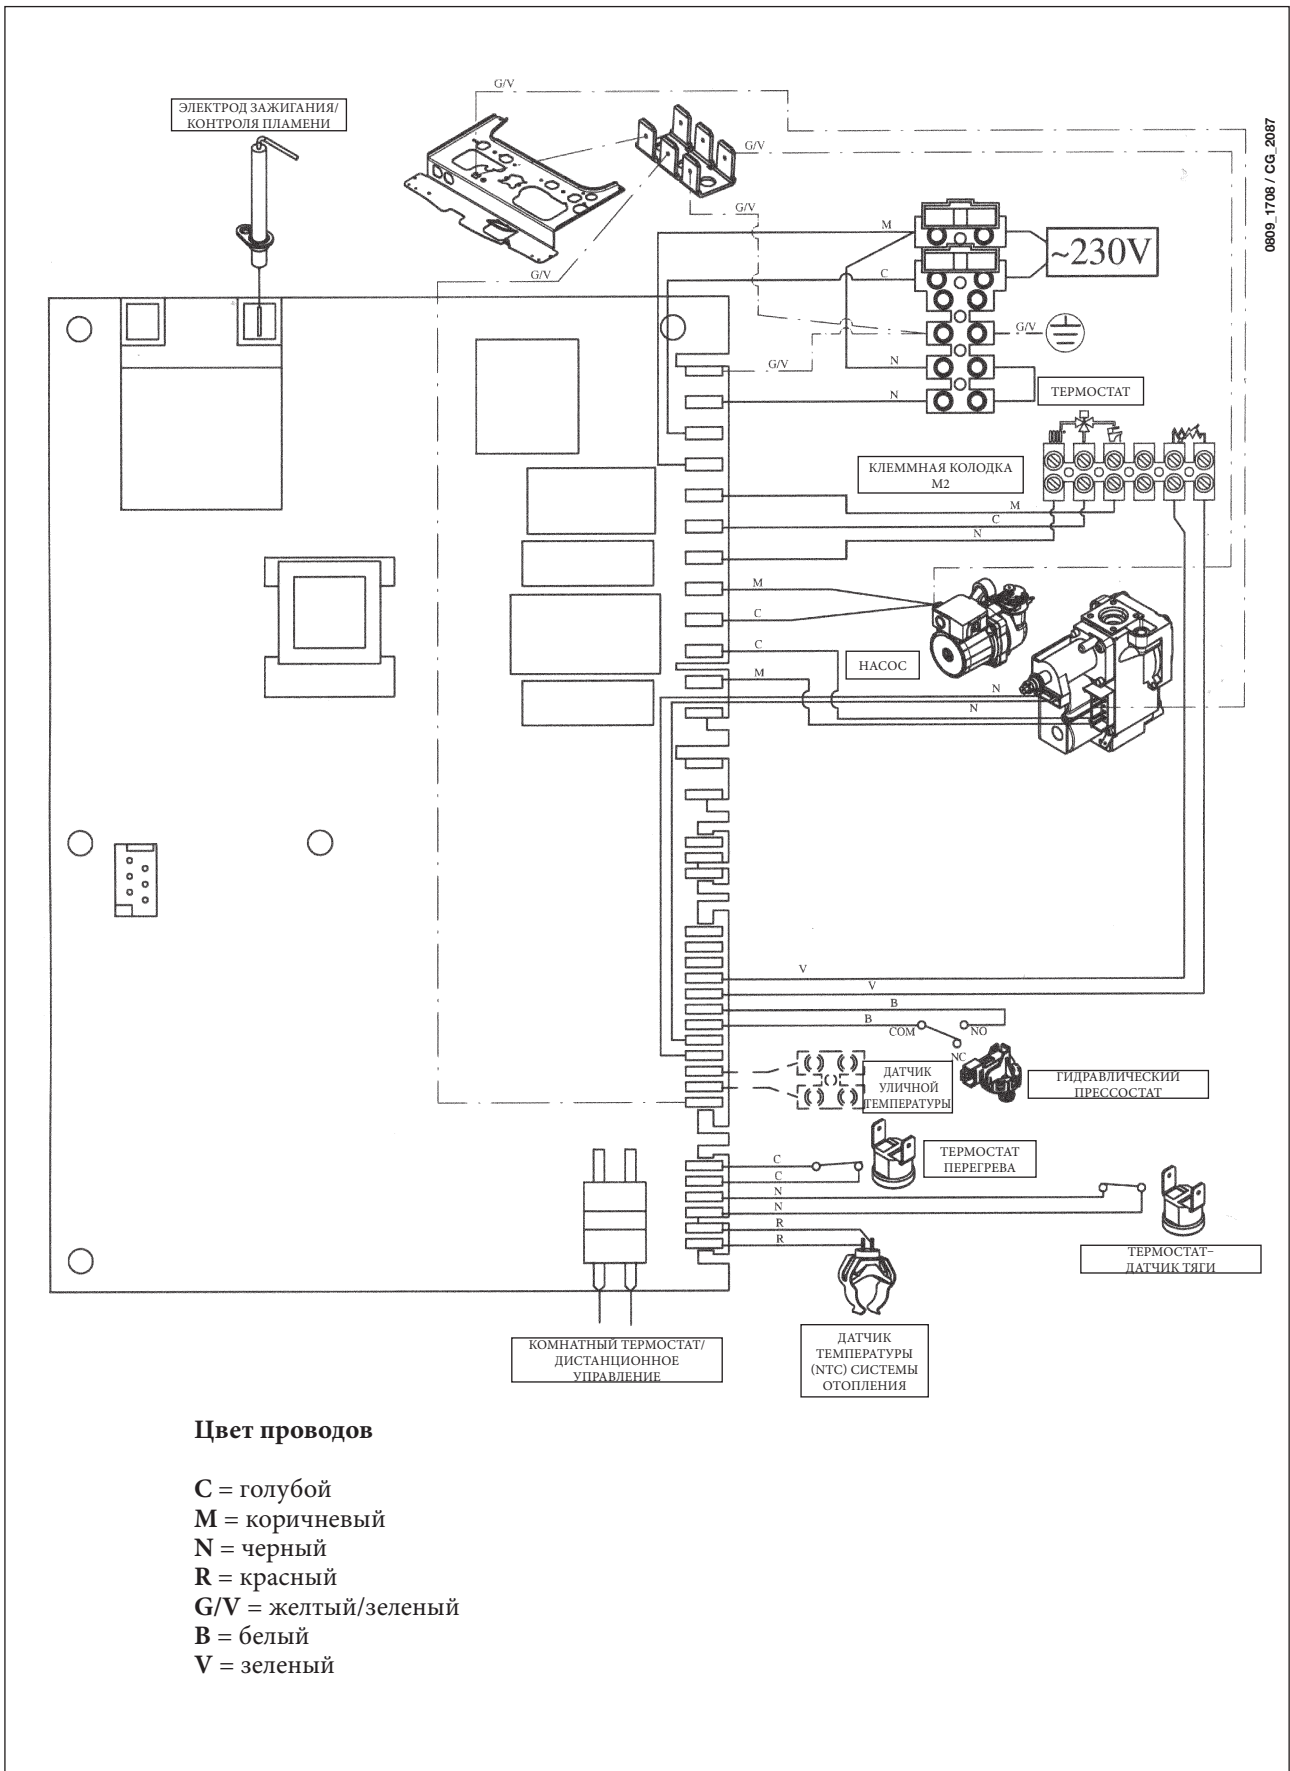 G/V
ЭЛЕКТРОД ЗАЖИГАНИЯ/
КОНТРОЛЯ ПЛАМЕНИ
0809_1708 / CG_2087
G/V
G/V
M
~230V
G/V
C
G/V
G/V
N
N
ТЕРМОСТАТ
КЛЕММНАЯ КОЛОДКА
M2
M
C
N
M
C
C
НАСОС
M
N
N
V
V
B
B
COM
NO
NC
ДАТЧИК
УЛИЧНОЙ
ТЕМПЕРАТУРЫ
ГИДРАВЛИЧЕСКИЙ
ПРЕССОСТАТ
C
C
ТЕРМОСТАТ
ПЕРЕГРЕВА
N
N
R
R
ТЕРМОСТАТ–
ДАТЧИК ТЯГИ
КОМНАТНЫЙ ТЕРМОСТАТ/
ДИСТАНЦИОННОЕ
УПРАВЛЕНИЕ
ДАТЧИК
ТЕМПЕРАТУРЫ
(NTC) СИСТЕМЫ
ОТОПЛЕНИЯ
Цвет проводов
C = голубой
M = коричневый
N = черный
R = красный
G/V = желтый/зеленый
B = белый
V = зеленый